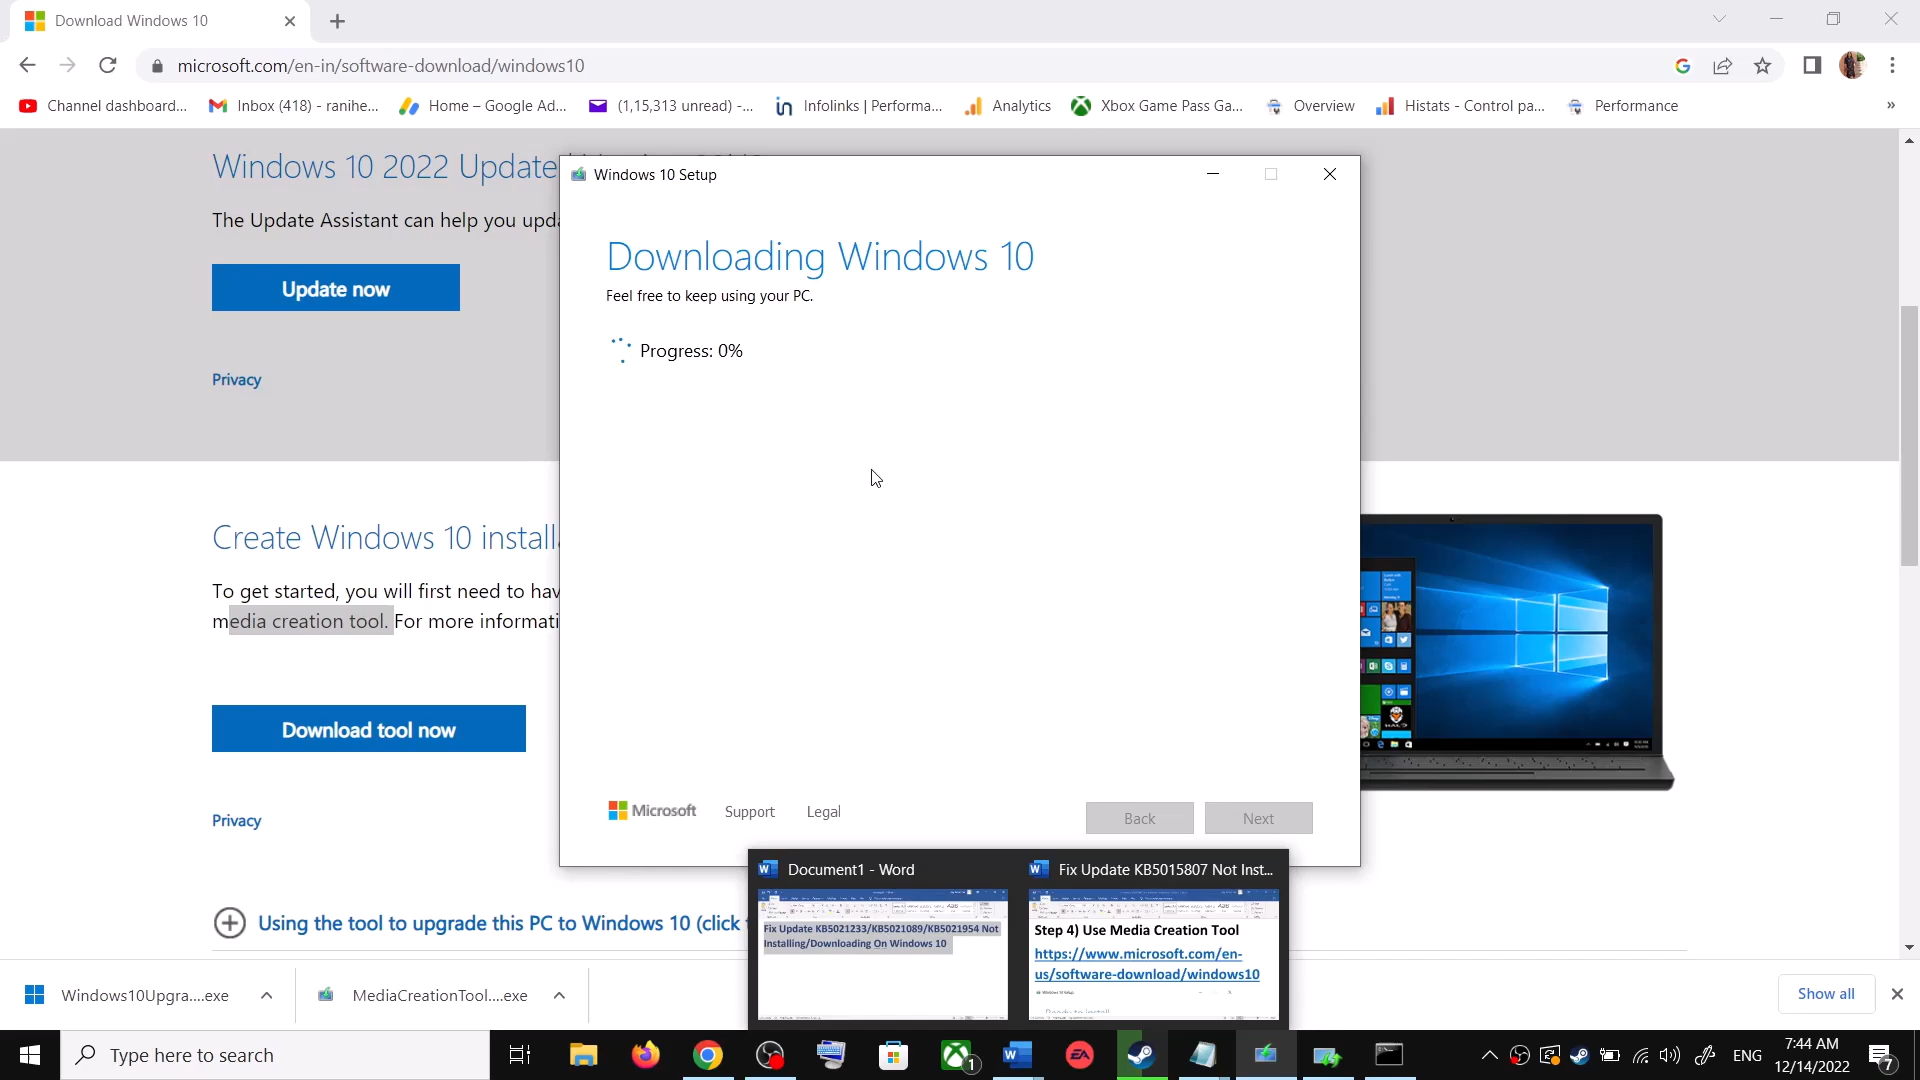 Download Windows 10
microsoft.com/en-in/software-download/windows10
Channel dashboard...
Inbox (418) - ranihe...
Home – Google Ad...
(1,15,313 unread) -...
Infolinks | Performa...
Analytics
Xbox Game Pass Ga...
Overview
Histats - Control pa...
Performance
»
Windows 10 2022 Update
The Update Assistant can help you upda
Update now
Privacy
Windows 10 Setup
Downloading Windows 10
Feel free to keep using your PC.
Progress: 0%
Microsoft
Support
Legal
Back
Next
Create Windows 10 installa
To get started, you will first need to hav
media creation tool. For more informati
Download tool now
Privacy
Using the tool to upgrade this PC to Windows 10 (click
Document1 - Word
Fix Update KB5021233/KB5021089/KB5021954 Not
Installing/Downloading On Windows 10
Fix Update KB5015807 Not Inst...
Step 4) Use Media Creation Tool
https://www.microsoft.com/en-
us/software-download/windows10
Windows10Upgra....exe
MediaCreationTool....exe
Show all
Type here to search
1
ENG
7:44 AM
12/14/2022
7